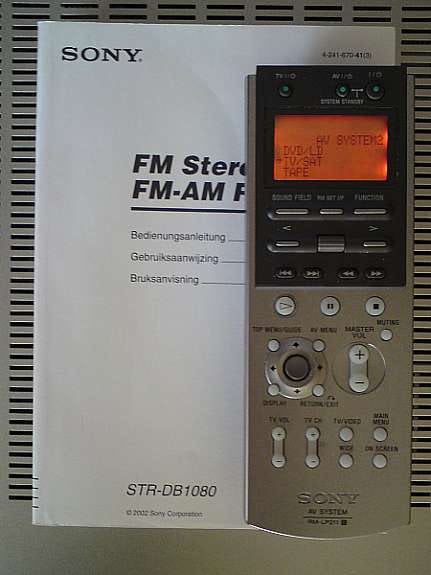 SONY®
4-241-670-41(3)
FM Stere
FM-AM R
Bedienungsanleitung
Gebruiksaanwijzing
Bruksanvisning
STR-DB1080
© 2002 Sony Corporation
TV I/
AV I/
I/
SYSTEM STANDBY
AV SYSTEM2
DVD/LD
TV/SAT
TAPE
SOUND FIELD RM SET UP FUNCTION
< >
MUTING
TOP MENU/GUIDE AV MENU MASTER VOL
+
−
DISPLAY RETURN/EXIT
TV VOL TV CH TV/VIDEO MAIN MENU
+ +
WIDE ON SCREEN
− −
SONY
AV SYSTEM
RM-LP211